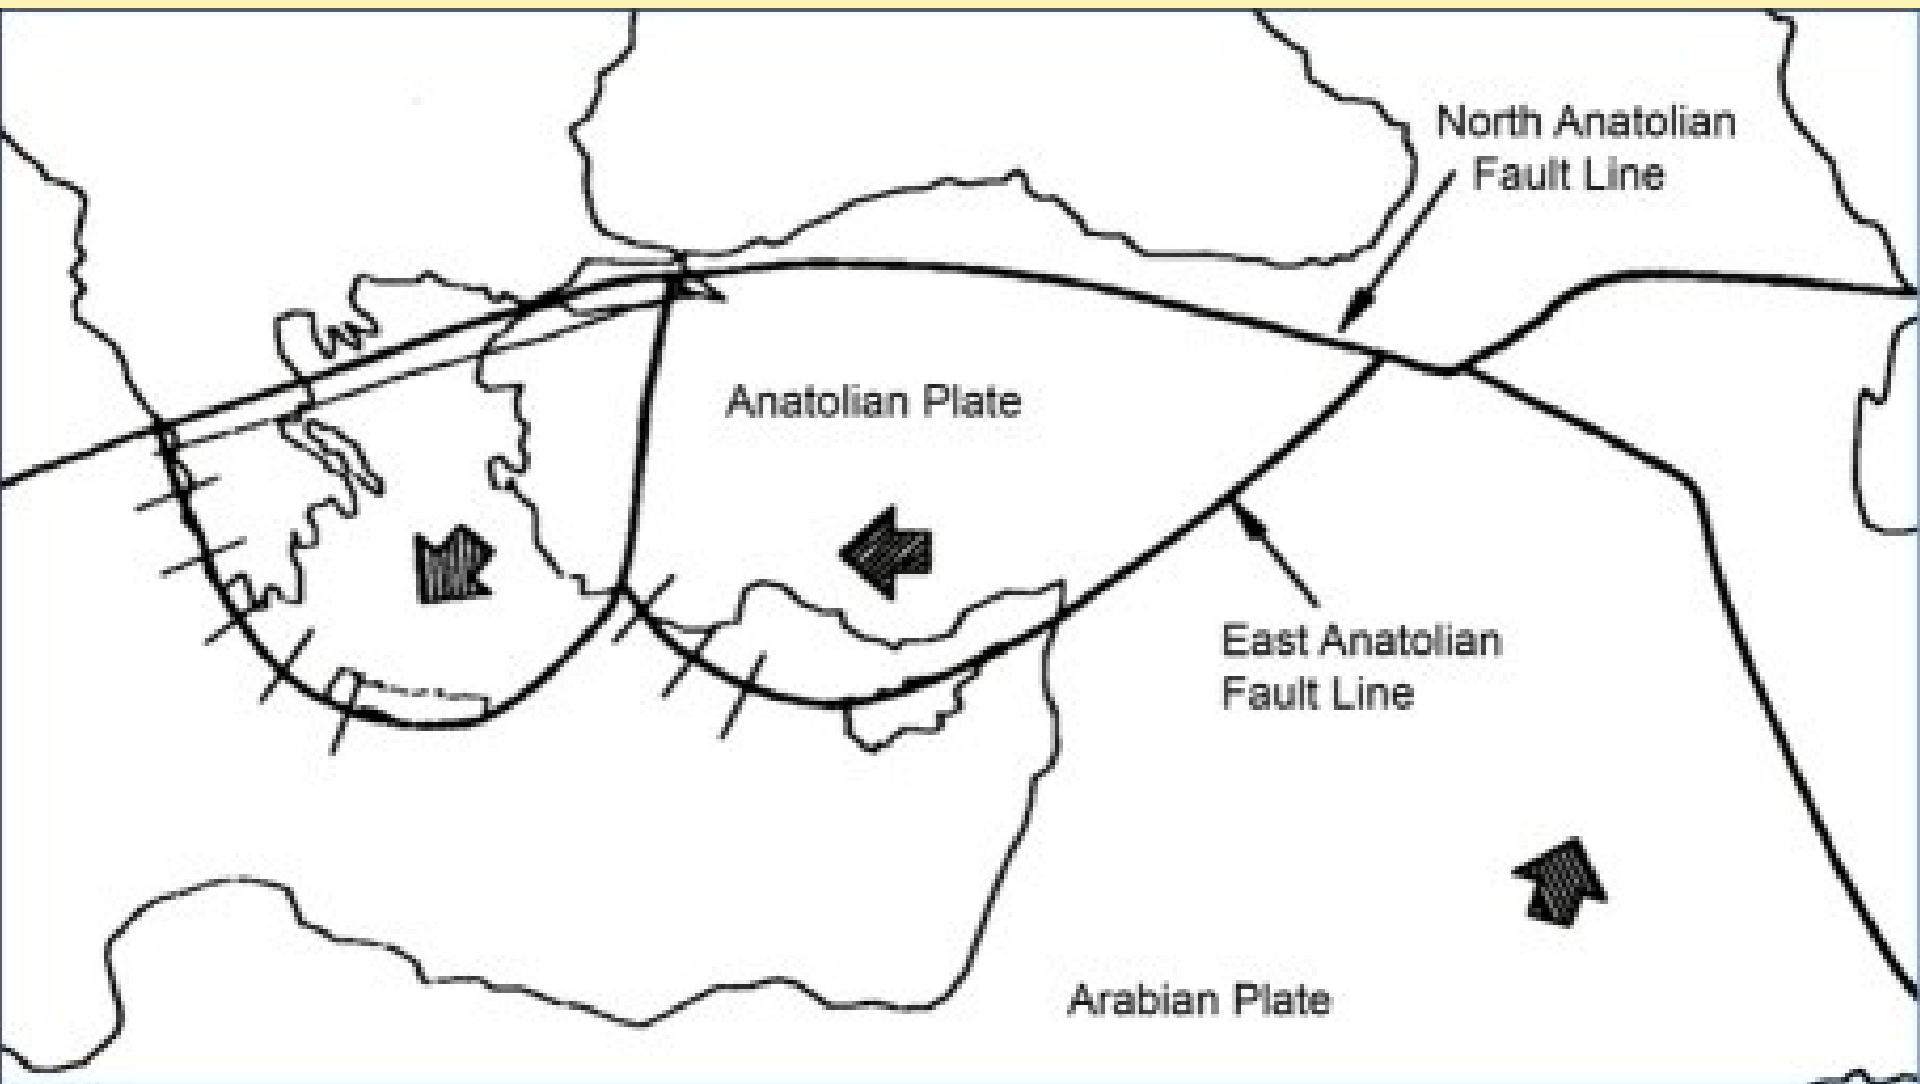 North Anatolian
Fault Line
Anatolian Plate
East Anatolian
Fault Line
Arabian Plate